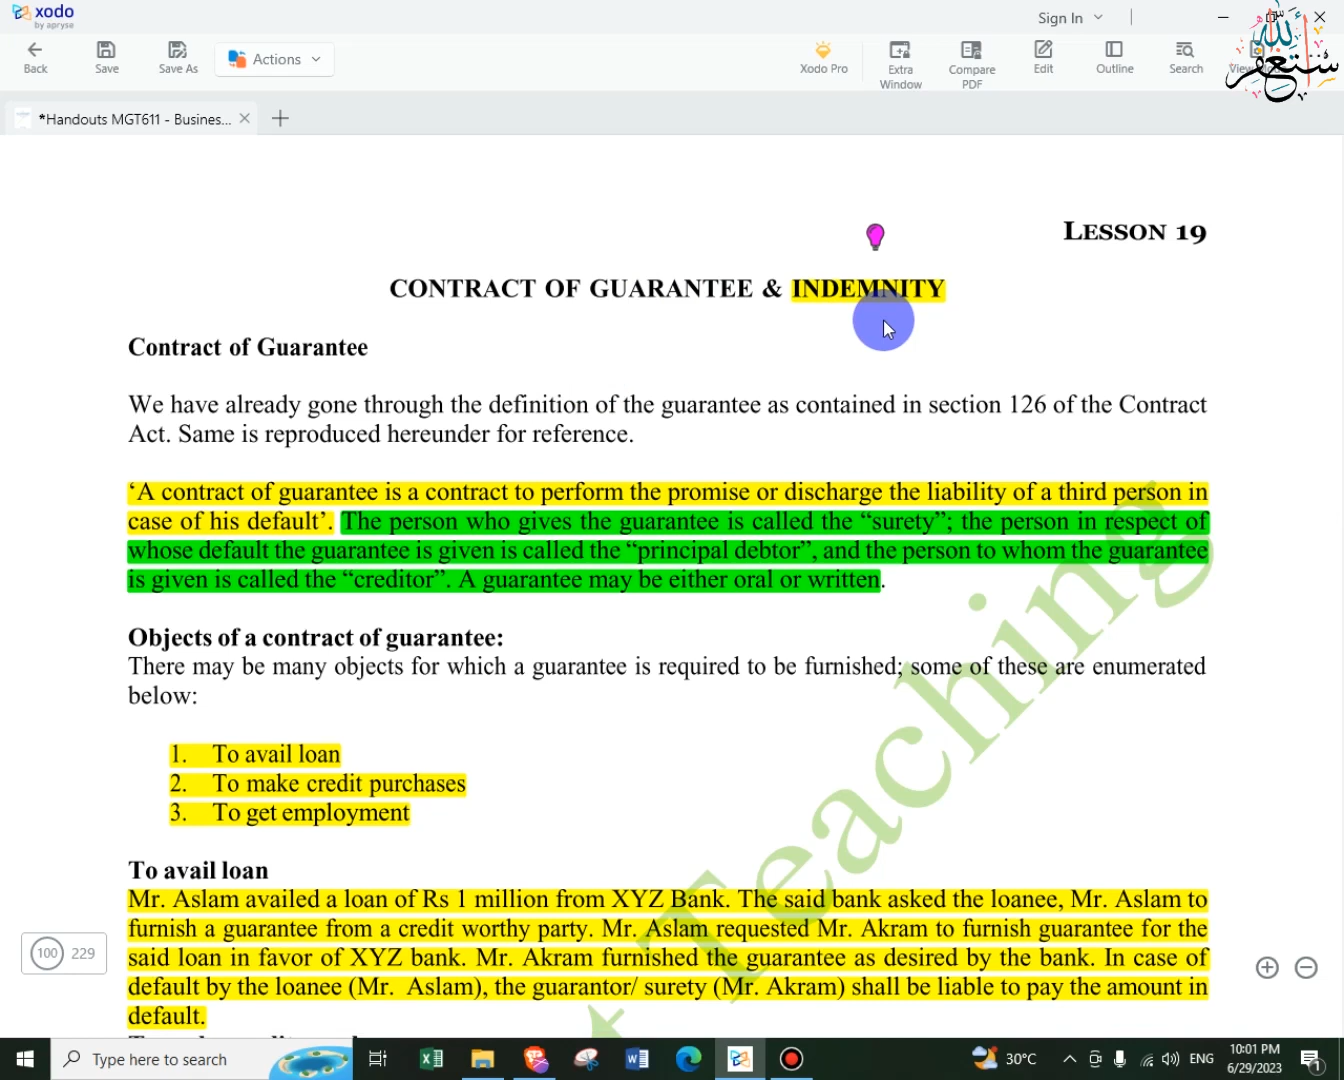 xodo
by apryse
Sign In
Back
Save
Save As
Actions
Xodo Pro
Extra Window
Compare PDF
Edit
Outline
Search
أستغفر الله
*Handouts MGT611 - Busines...
LESSON 19
CONTRACT OF GUARANTEE & INDEMNITY
Contract of Guarantee
We have already gone through the definition of the guarantee as contained in section 126 of the Contract
Act. Same is reproduced hereunder for reference.
‘A contract of guarantee is a contract to perform the promise or discharge the liability of a third person in
case of his default’. The person who gives the guarantee is called the “surety”; the person in respect of
whose default the guarantee is given is called the “principal debtor”, and the person to whom the guarantee
is given is called the “creditor”. A guarantee may be either oral or written.
Objects of a contract of guarantee:
There may be many objects for which a guarantee is required to be furnished; some of these are enumerated
below:
1. To avail loan
2. To make credit purchases
3. To get employment
To avail loan
Mr. Aslam availed a loan of Rs 1 million from XYZ Bank. The said bank asked the loanee, Mr. Aslam to
furnish a guarantee from a credit worthy party. Mr. Aslam requested Mr. Akram to furnish guarantee for the
said loan in favor of XYZ bank. Mr. Akram furnished the guarantee as desired by the bank. In case of
default by the loanee (Mr. Aslam), the guarantor/ surety (Mr. Akram) shall be liable to pay the amount in
default.
Teaching
100 229
Type here to search
30°C
ENG
10:01 PM
6/29/2023
1